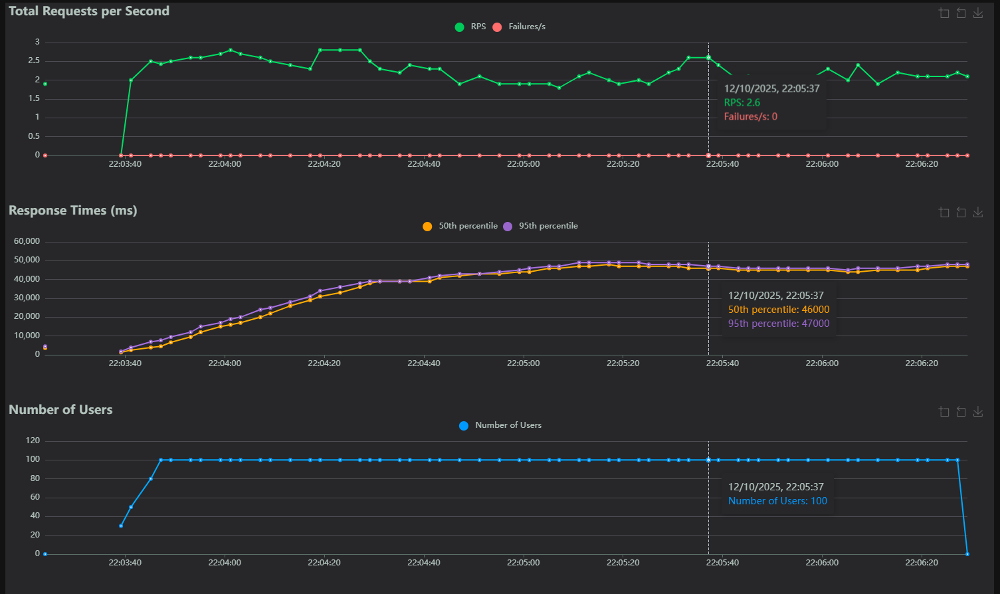 Total Requests per Second
RPS Failures/s
3
2.5
2
1.5
1
0.5
0
12/10/2025, 22:05:37
RPS: 2.6
Failures/s: 0
22:03:40 22:04:00 22:04:20 22:04:40 22:05:00 22:05:20 22:05:40 22:06:00 22:06:20
Response Times (ms)
50th percentile 95th percentile
60,000
50,000
40,000
30,000
20,000
10,000
0
12/10/2025, 22:05:37
50th percentile: 46000
95th percentile: 47000
22:03:40 22:04:00 22:04:20 22:04:40 22:05:00 22:05:20 22:05:40 22:06:00 22:06:20
Number of Users
Number of Users
120
100
80
60
40
20
0
12/10/2025, 22:05:37
Number of Users: 100
22:03:40 22:04:00 22:04:20 22:04:40 22:05:00 22:05:20 22:05:40 22:06:00 22:06:20